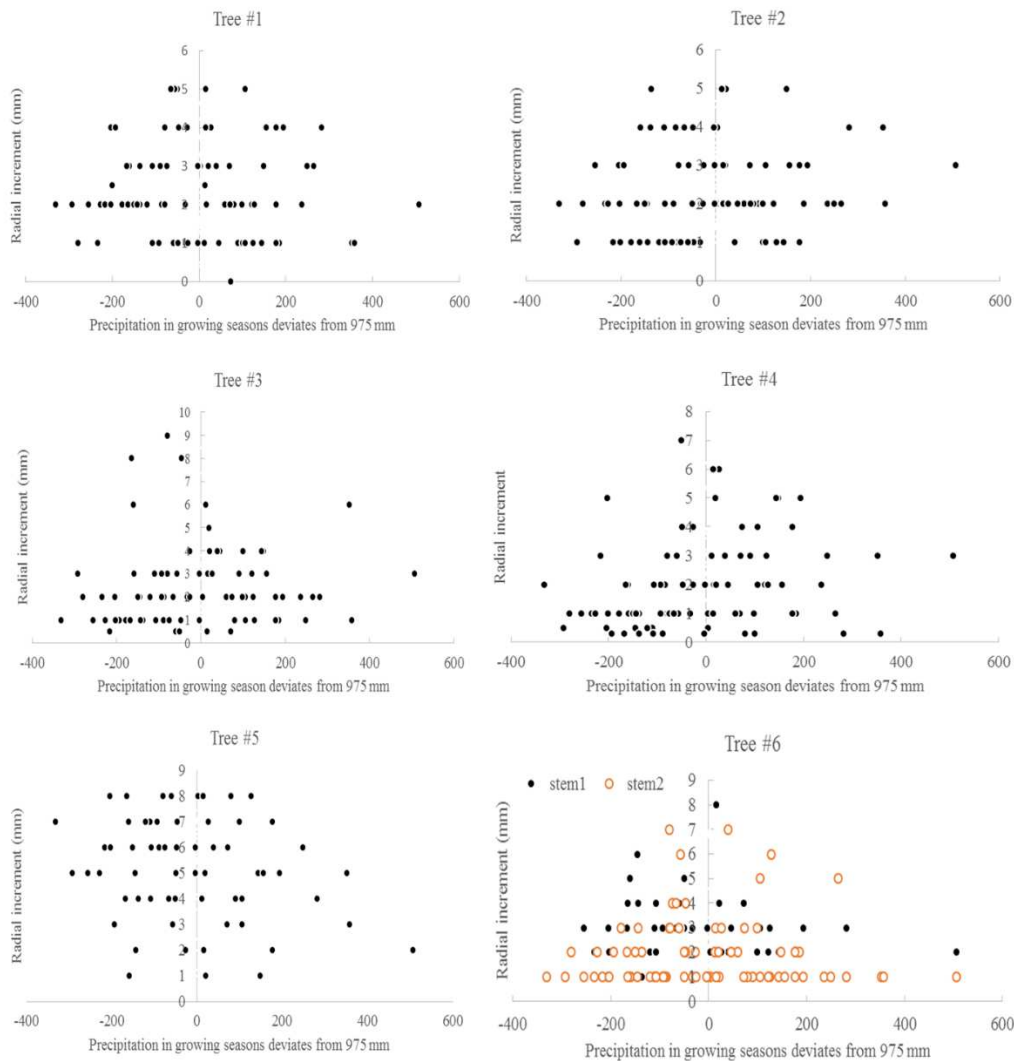 Tree #1
Radial increment (mm)
6
5
4
3
2
1
0
-400 -200 0 200 400 600
Precipitation in growing seasons deviates from 975 mm
Tree #2
Radial increment (mm)
6
5
4
3
2
1
0
-400 -200 0 200 400 600
Precipitation in growing season deviates from 975 mm
Tree #3
Radial increment (mm)
10
9
8
7
6
5
4
3
2
1
0
-400 -200 0 200 400 600
Precipitation in growing season deviates from 975 mm
Tree #4
Radial increment
8
7
6
5
4
3
2
1
0
-400 -200 0 200 400 600
Precipitation in growing season deviates from 975 mm
Tree #5
Radial increment (mm)
9
8
7
6
5
4
3
2
1
0
-400 -200 0 200 400 600
Precipitation in growing season deviates from 975 mm
Tree #6
stem1 stem2
Radial increment (mm)
9
8
7
6
5
4
3
2
1
0
-400 -200 0 200 400 600
Precipitation in growing seasons deviates from 975 mm